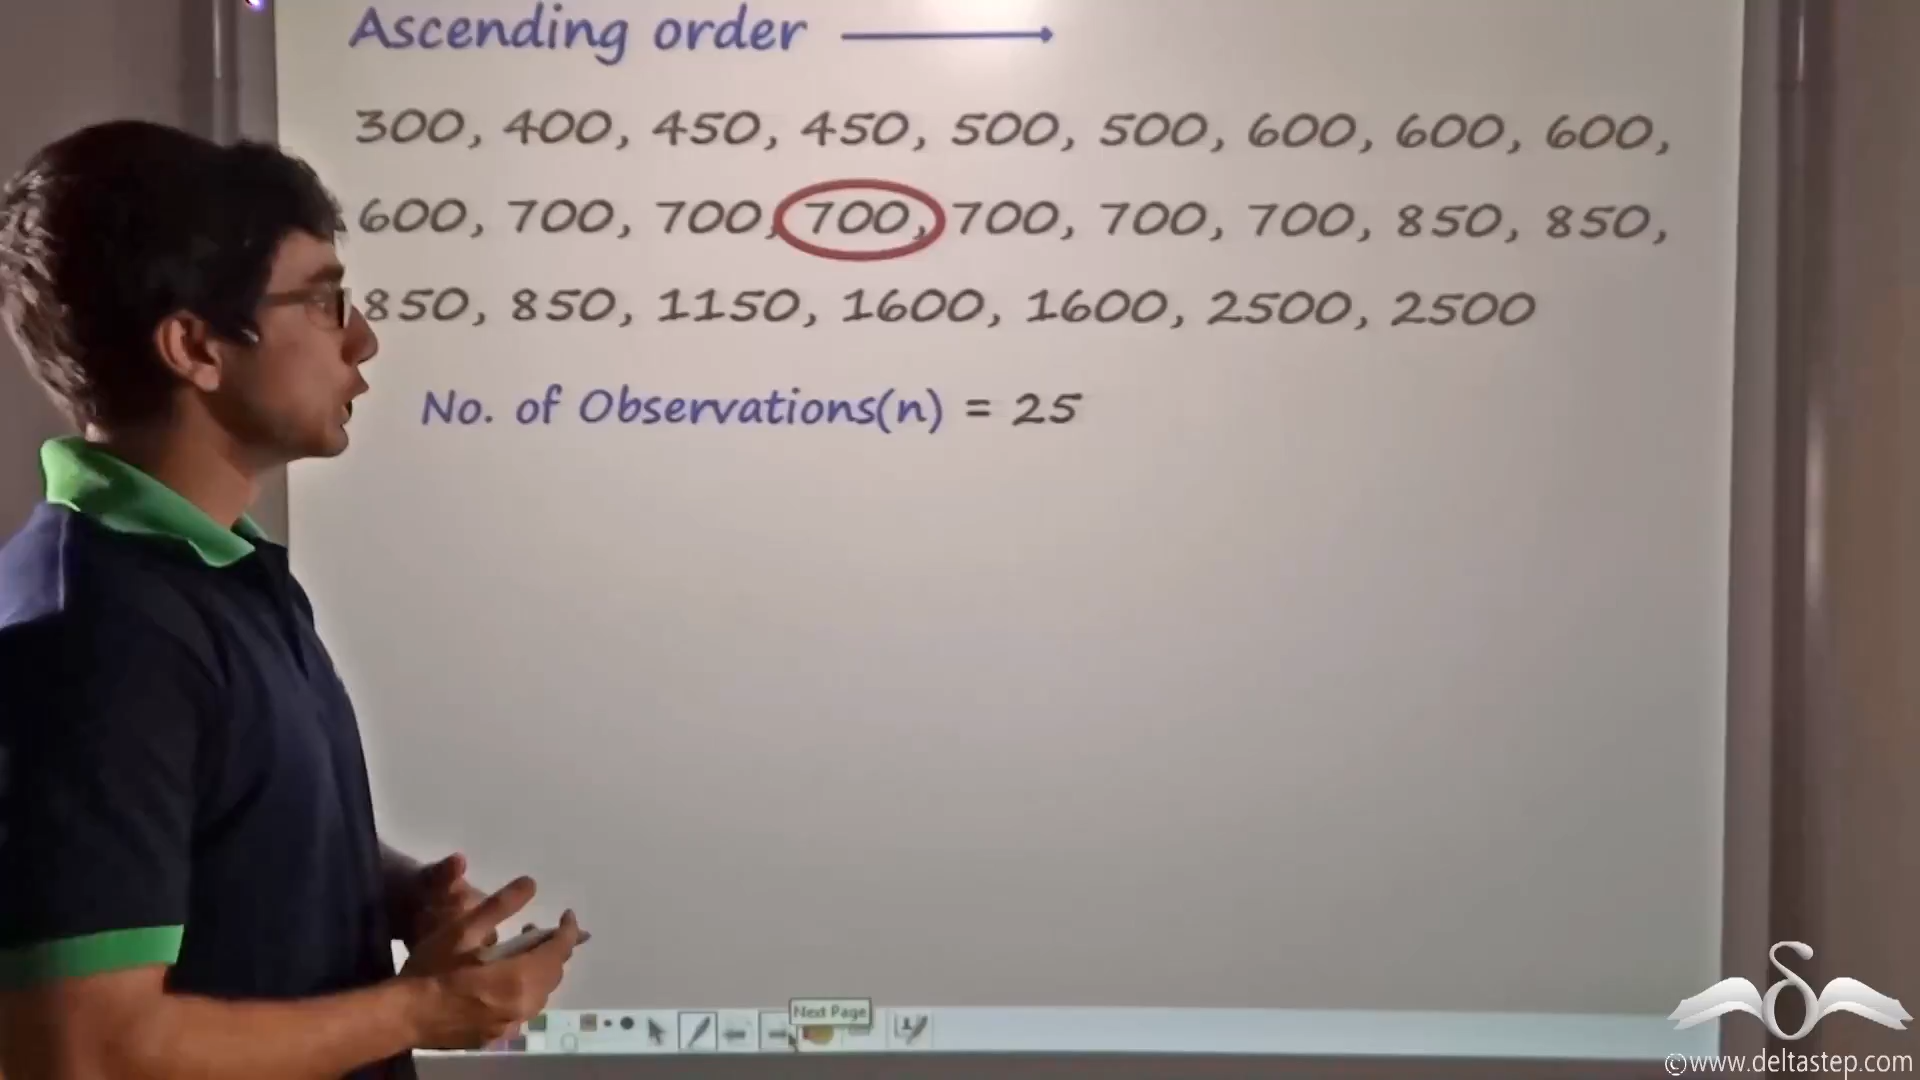 Ascending order
300, 400, 450, 450, 500, 500, 600, 600, 600,
600, 700, 700, 700, 700, 700, 700, 850, 850,
850, 850, 1150, 1600, 1600, 2500, 2500
No. of Observations(n) = 25
Next Page
©www.deltastep.com